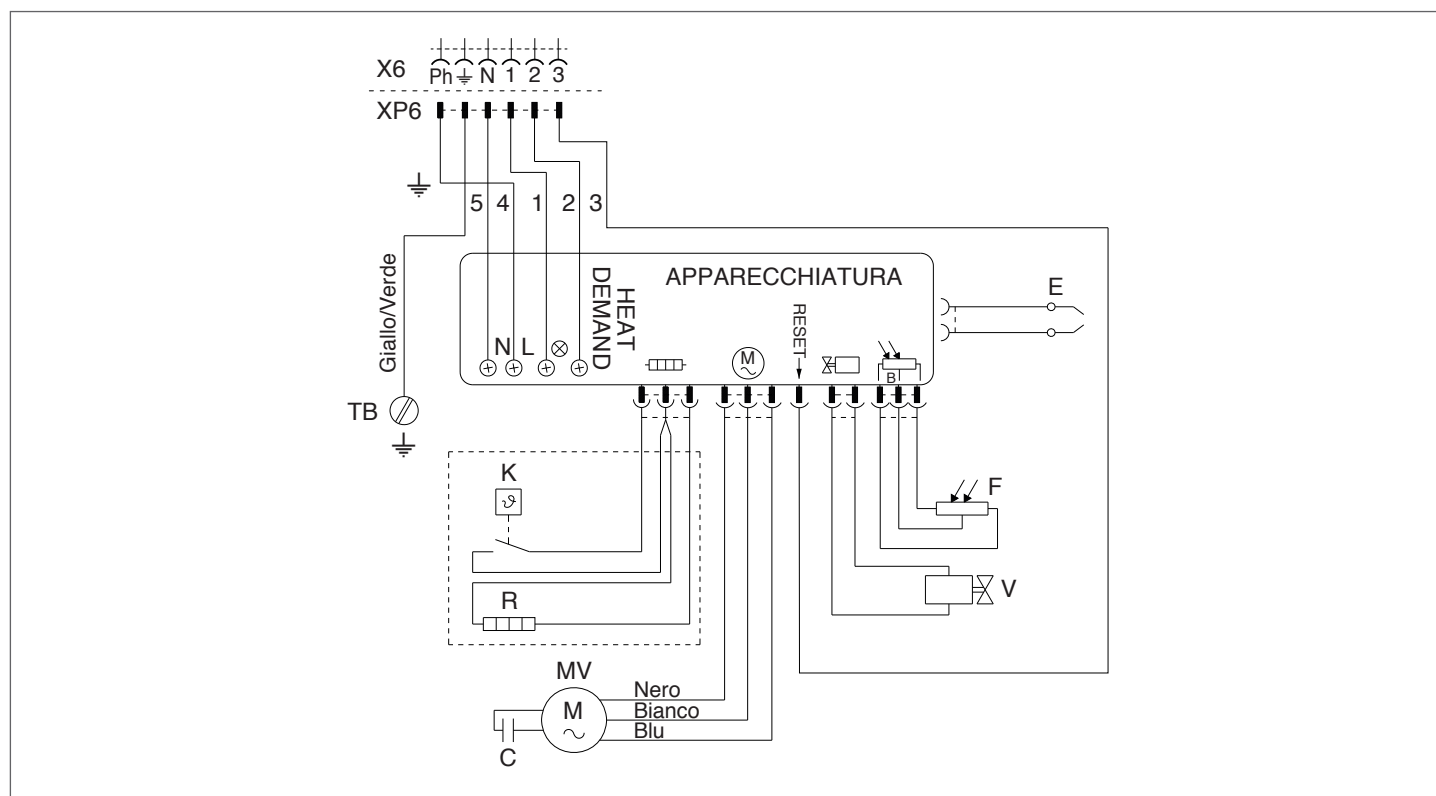 X6
Ph N 1 2 3
XP6
5 4 1 2 3
Giallo/Verde
APPARECCHIATURA
HEAT
DEMAND
E
N L
M
RESET
B
TB
K
ϑ
F
R
V
MV
Nero
M
Bianco
Blu
C